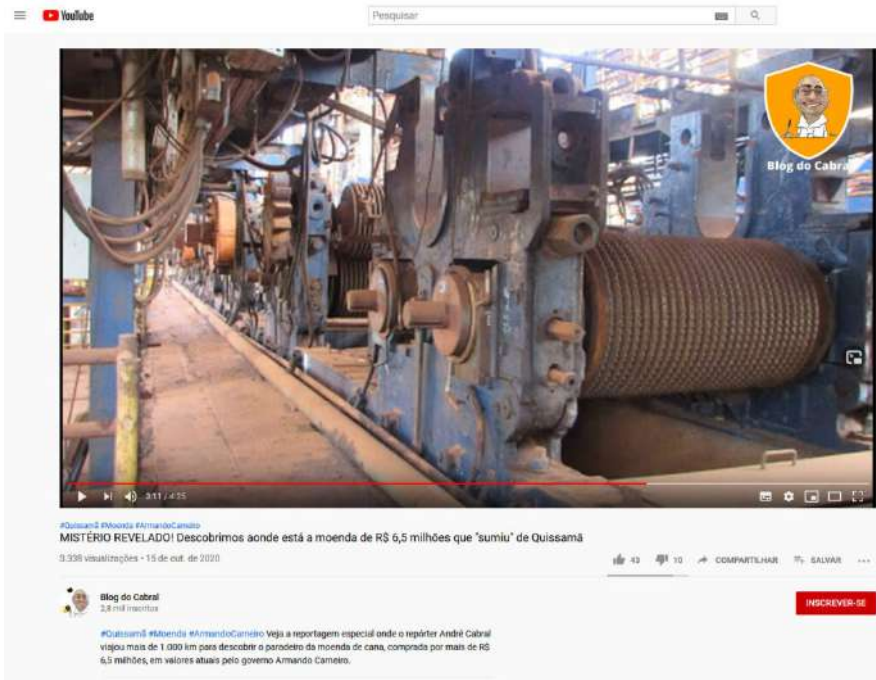 YouTube
Pesquisar
Blog do Cabral
3:11 / 4:35
#Quissamã #Moenda #ArmandoCarneiro
MISTÉRIO REVELADO! Descobrimos aonde está a moenda de R$ 6,5 milhões que "sumiu" de Quissamã
3.338 visualizações • 15 de out. de 2020
43
10
COMPARTILHAR
SALVAR
Blog do Cabral
2,8 mil inscritos
INSCREVER-SE
#Quissamã #Moenda #ArmandoCarneiro Veja a reportagem especial onde o repórter André Cabral
viajou mais de 1.000 km para descobrir o paradeiro da moenda de cana, comprada por mais de R$
6,5 milhões, em valores atuais pelo governo Armando Carneiro.